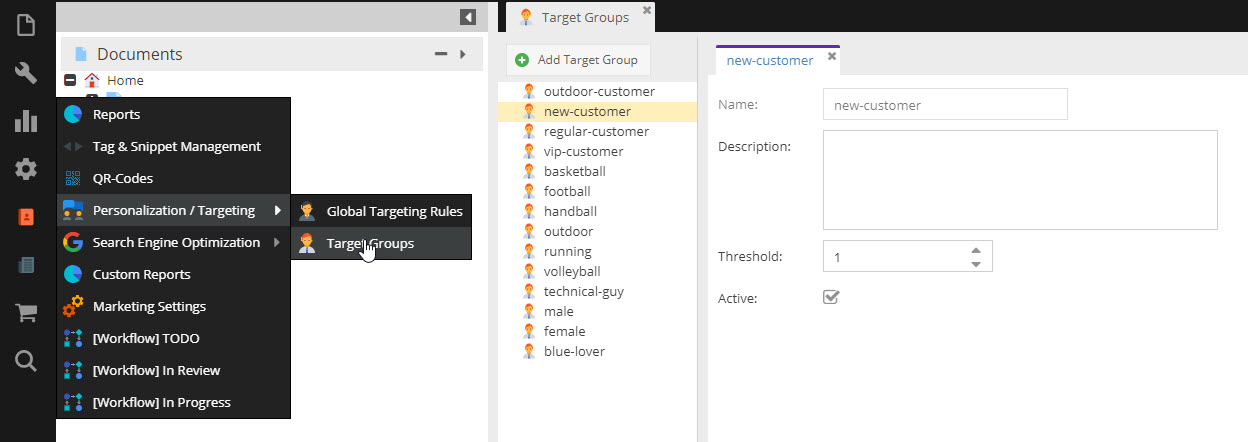 Documents
Home
Reports
Tag & Snippet Management
QR-Codes
Personalization / Targeting
Search Engine Optimization
Custom Reports
Marketing Settings
[Workflow] TODO
[Workflow] In Review
[Workflow] In Progress
Global Targeting Rules
Target Groups
Target Groups
Add Target Group
outdoor-customer
new-customer
regular-customer
vip-customer
basketball
football
handball
outdoor
running
volleyball
technical-guy
male
female
blue-lover
new-customer
Name: new-customer
Description:
Threshold: 1
Active: